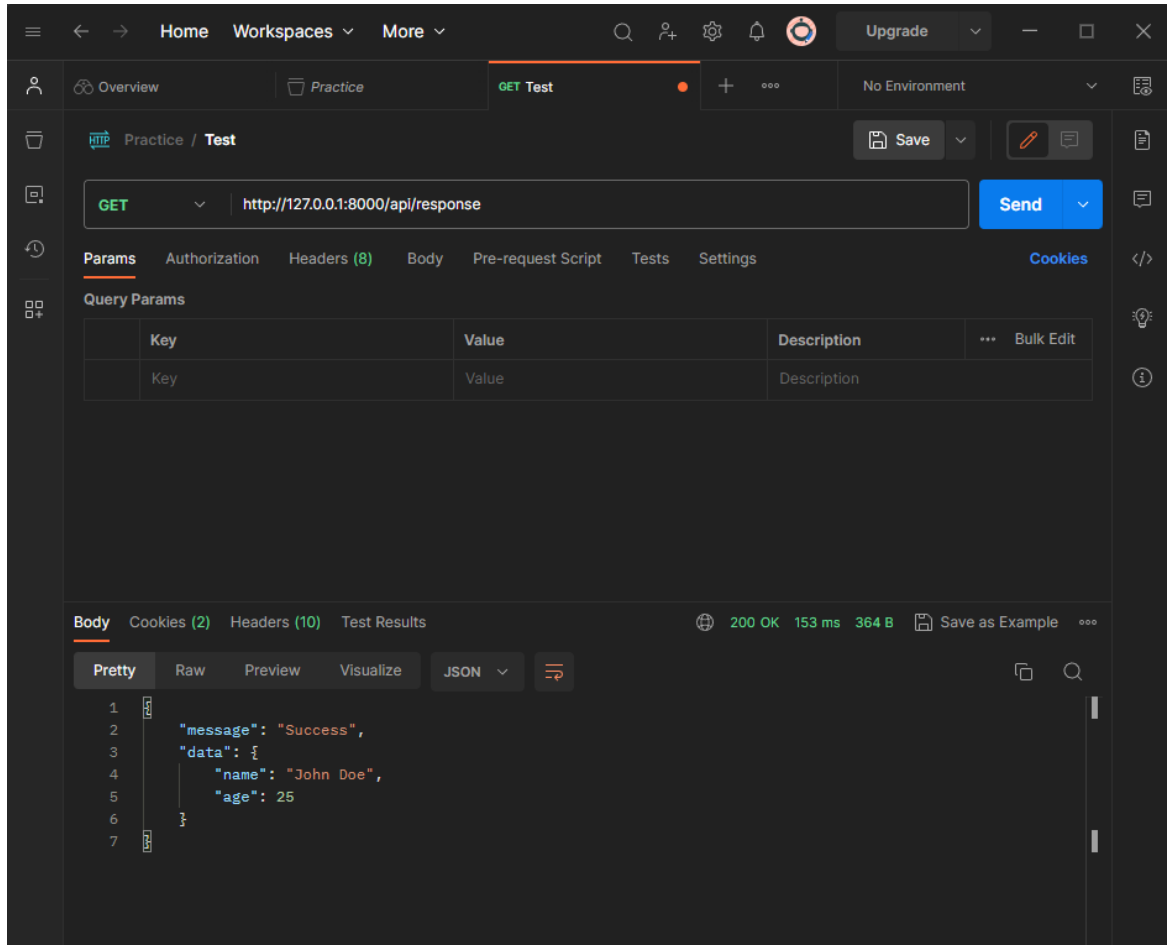 Home Workspaces More Upgrade
Overview Practice GET Test No Environment
HTTP Practice / Test Save
GET http://127.0.0.1:8000/api/response Send
Params Authorization Headers (8) Body Pre-request Script Tests Settings Cookies
Query Params
Key Value Description ••• Bulk Edit
Key Value Description
Body Cookies (2) Headers (10) Test Results 200 OK 153 ms 364 B Save as Example
Pretty Raw Preview Visualize JSON
1 {
2 "message": "Success",
3 "data": {
4 "name": "John Doe",
5 "age": 25
6 }
7 }